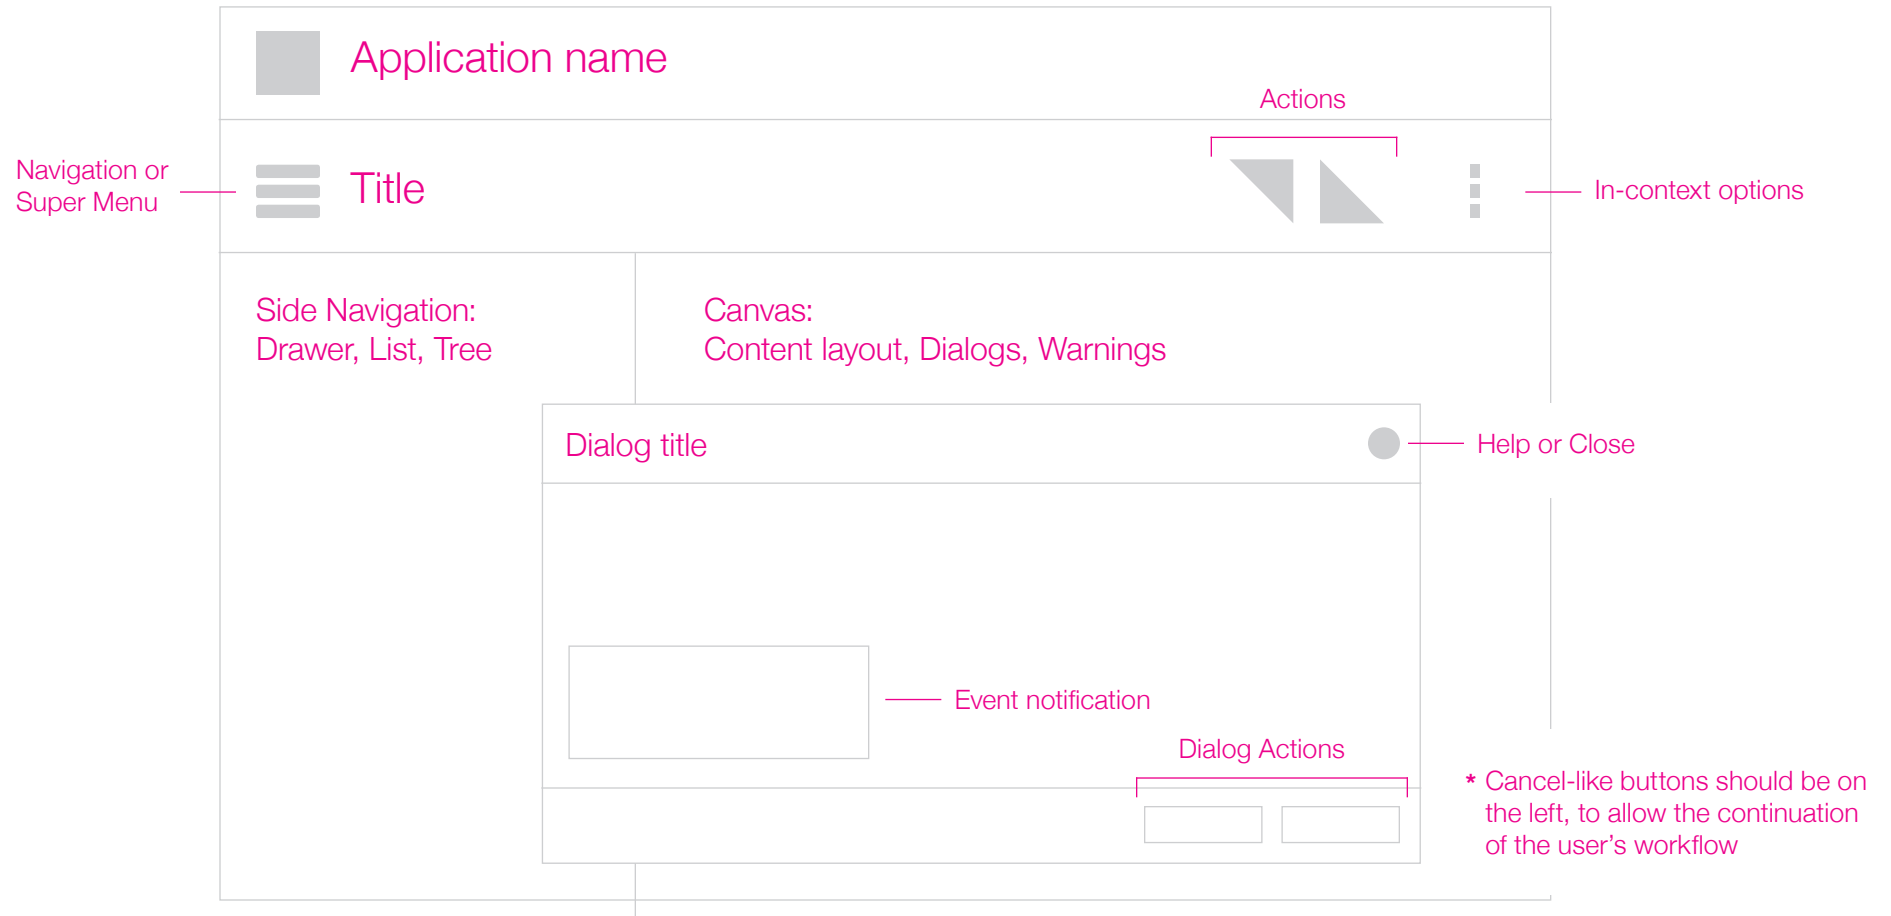 Application name
Actions
Navigation or
Super Menu
Title
In-context options
Side Navigation:
Drawer, List, Tree
Canvas:
Content layout, Dialogs, Warnings
Dialog title
Help or Close
Event notification
Dialog Actions
* Cancel-like buttons should be on
the left, to allow the continuation
of the user’s workflow